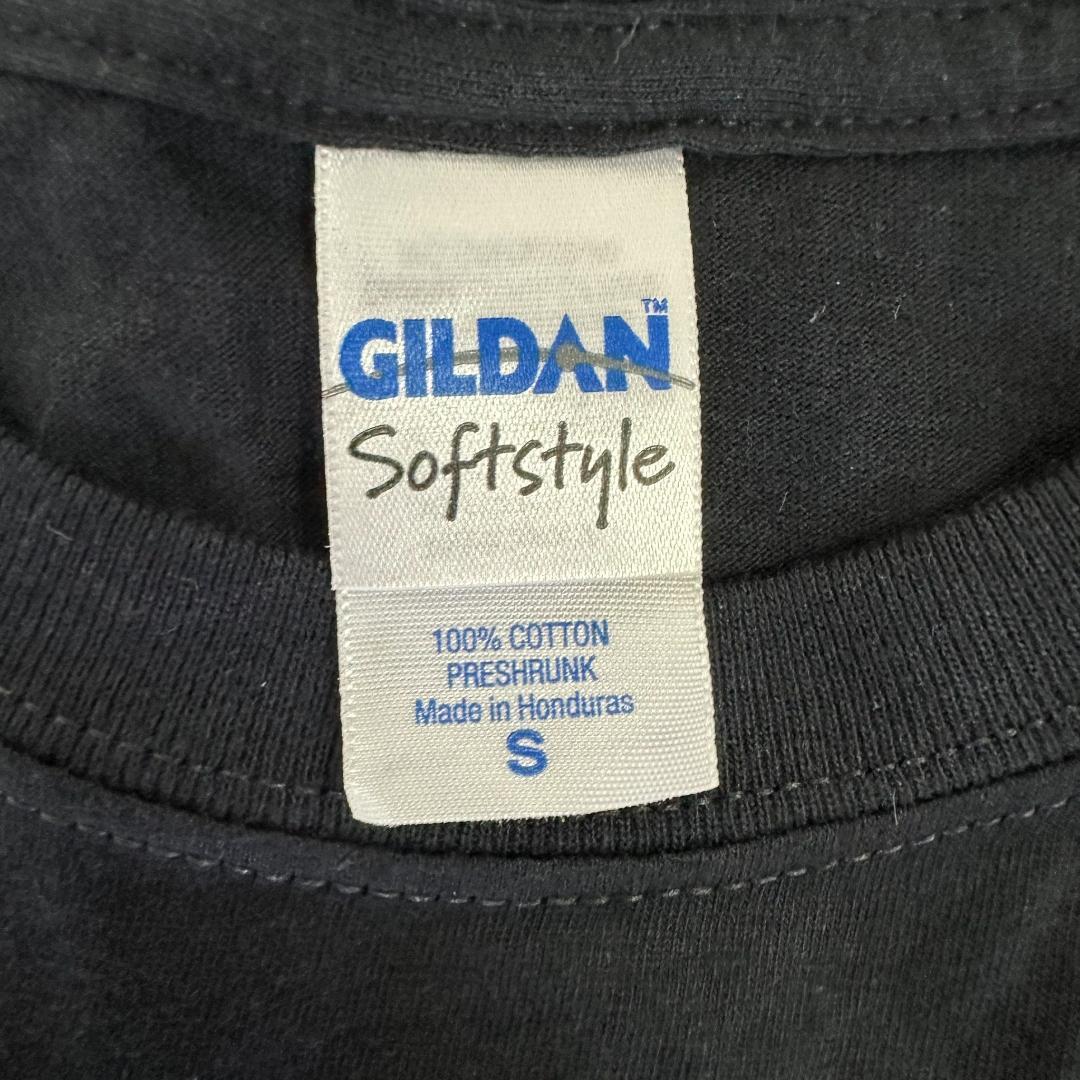 GILDAN™
Softstyle
100% COTTON
PRESHRUNK
Made in Honduras
S